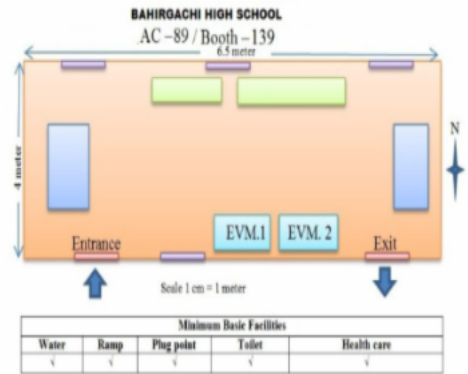 BAHIRGACHI HIGH SCHOOL
AC –89 / Booth –139
6.5 meter
4 meter
N
EVM.1 EVM. 2
Entrance Exit
Scale 1 cm = 1 meter
Minimum Basic Facilities
Water Ramp Plug point Toilet Health care
√ √ √ √ √